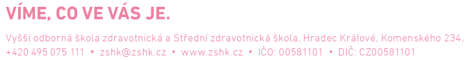 VÍME, CO VE VÁS JE.
Vyšší odborná škola zdravotnická a Střední zdravotnická škola, Hradec Králové, Komenského 234,
+420 495 075 111 • zshk@zshk.cz • www.zshk.cz • IČO: 00581101 • DIČ: CZ00581101